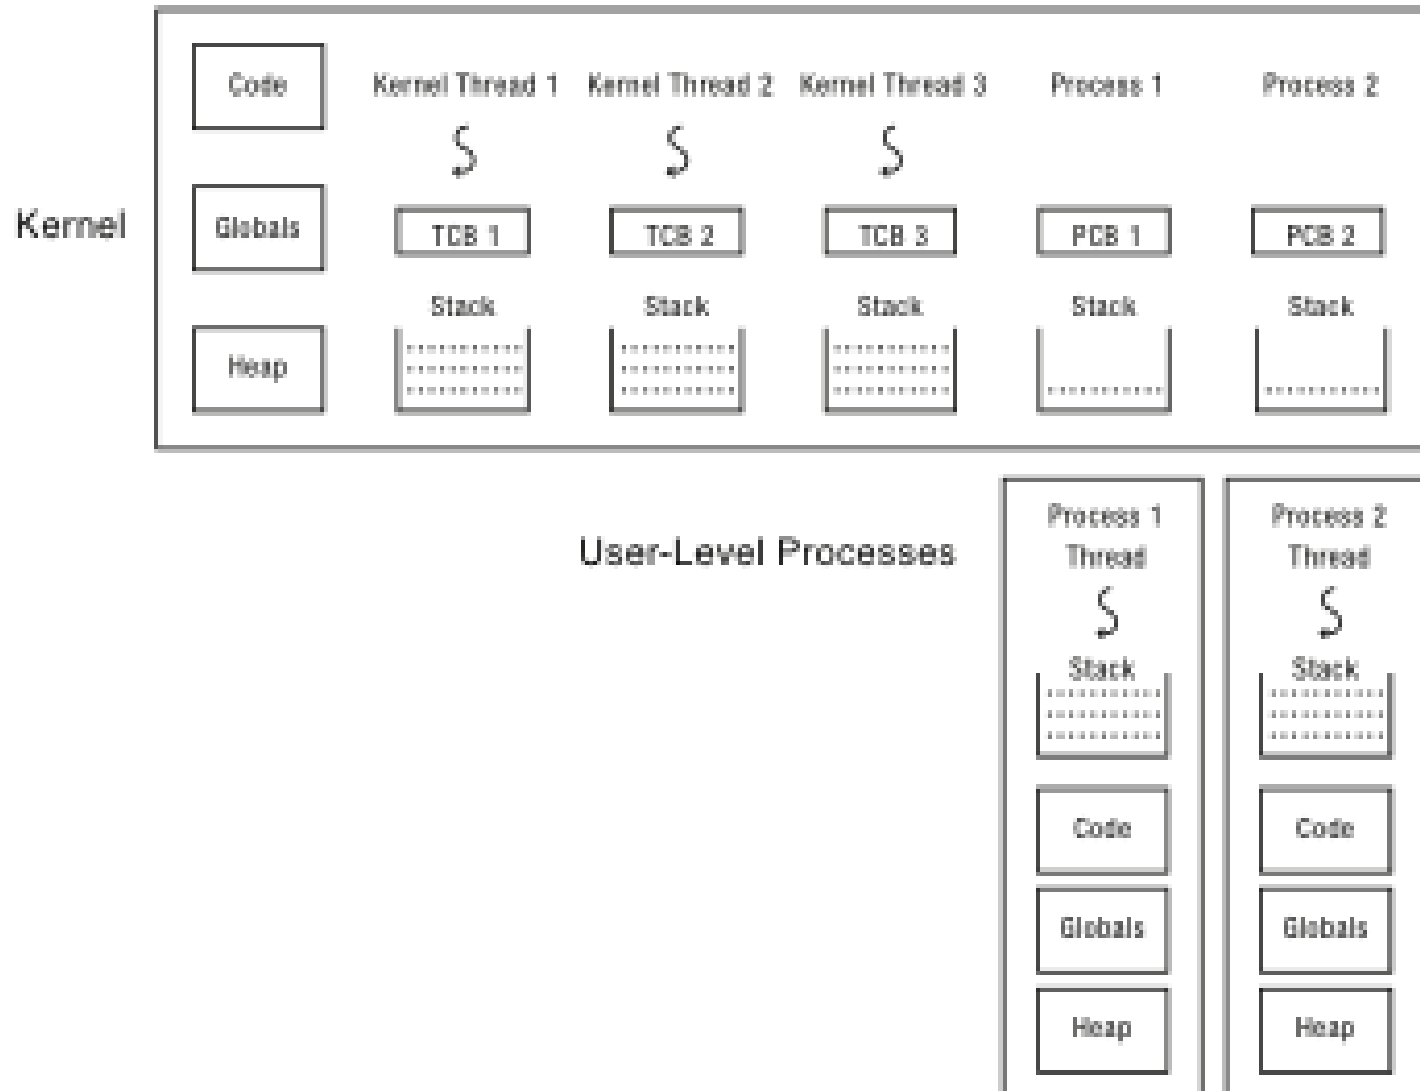 Code
Kernel Thread 1 Kernel Thread 2 Kernel Thread 3 Process 1 Process 2
Kernel
Globals
TCB 1 TCB 2 TCB 3 PCB 1 PCB 2
Stack Stack Stack Stack Stack
Heap
User-Level Processes
Process 1
Thread
Stack
Code
Globals
Heap
Process 2
Thread
Stack
Code
Globals
Heap